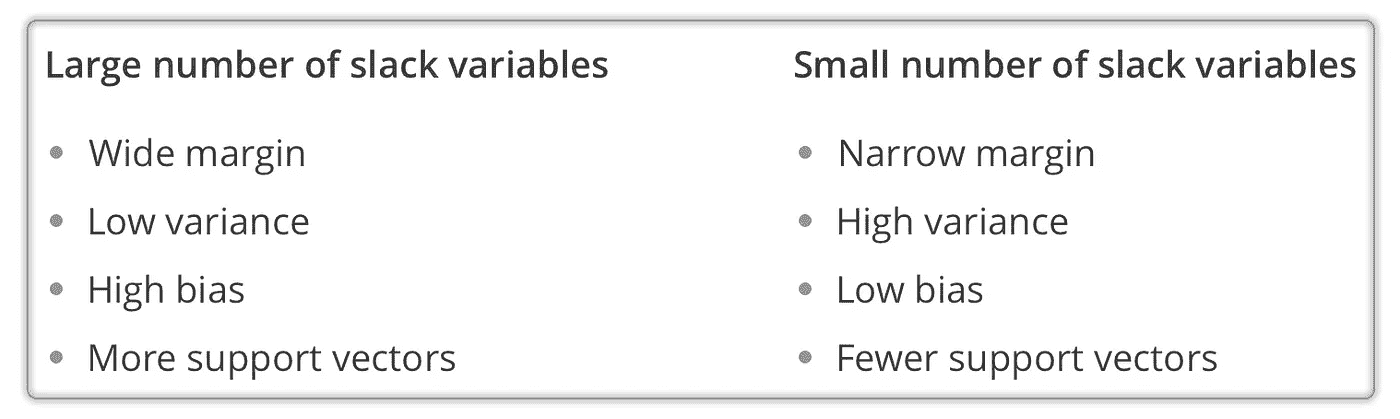 Large number of slack variables
• Wide margin
• Low variance
• High bias
• More support vectors
Small number of slack variables
• Narrow margin
• High variance
• Low bias
• Fewer support vectors